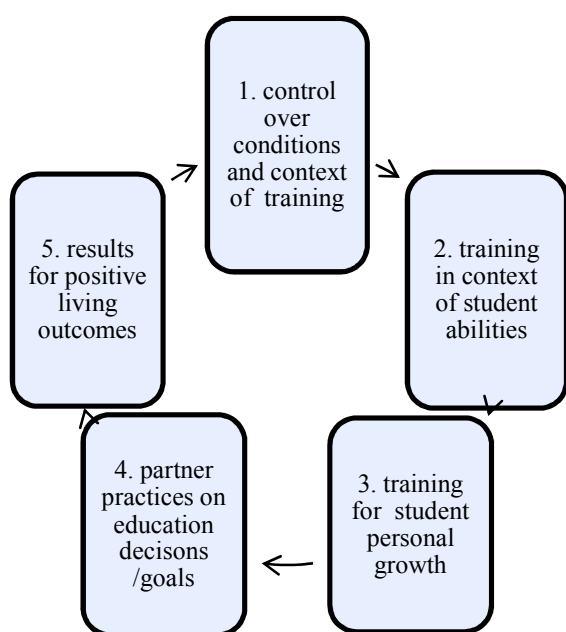 1. control
over
conditions
and context
of training
2. training
in context
of student
abilities
3. training
for student
personal
growth
4. partner
practices on
education
decisons
/goals
5. results
for positive
living
outcomes